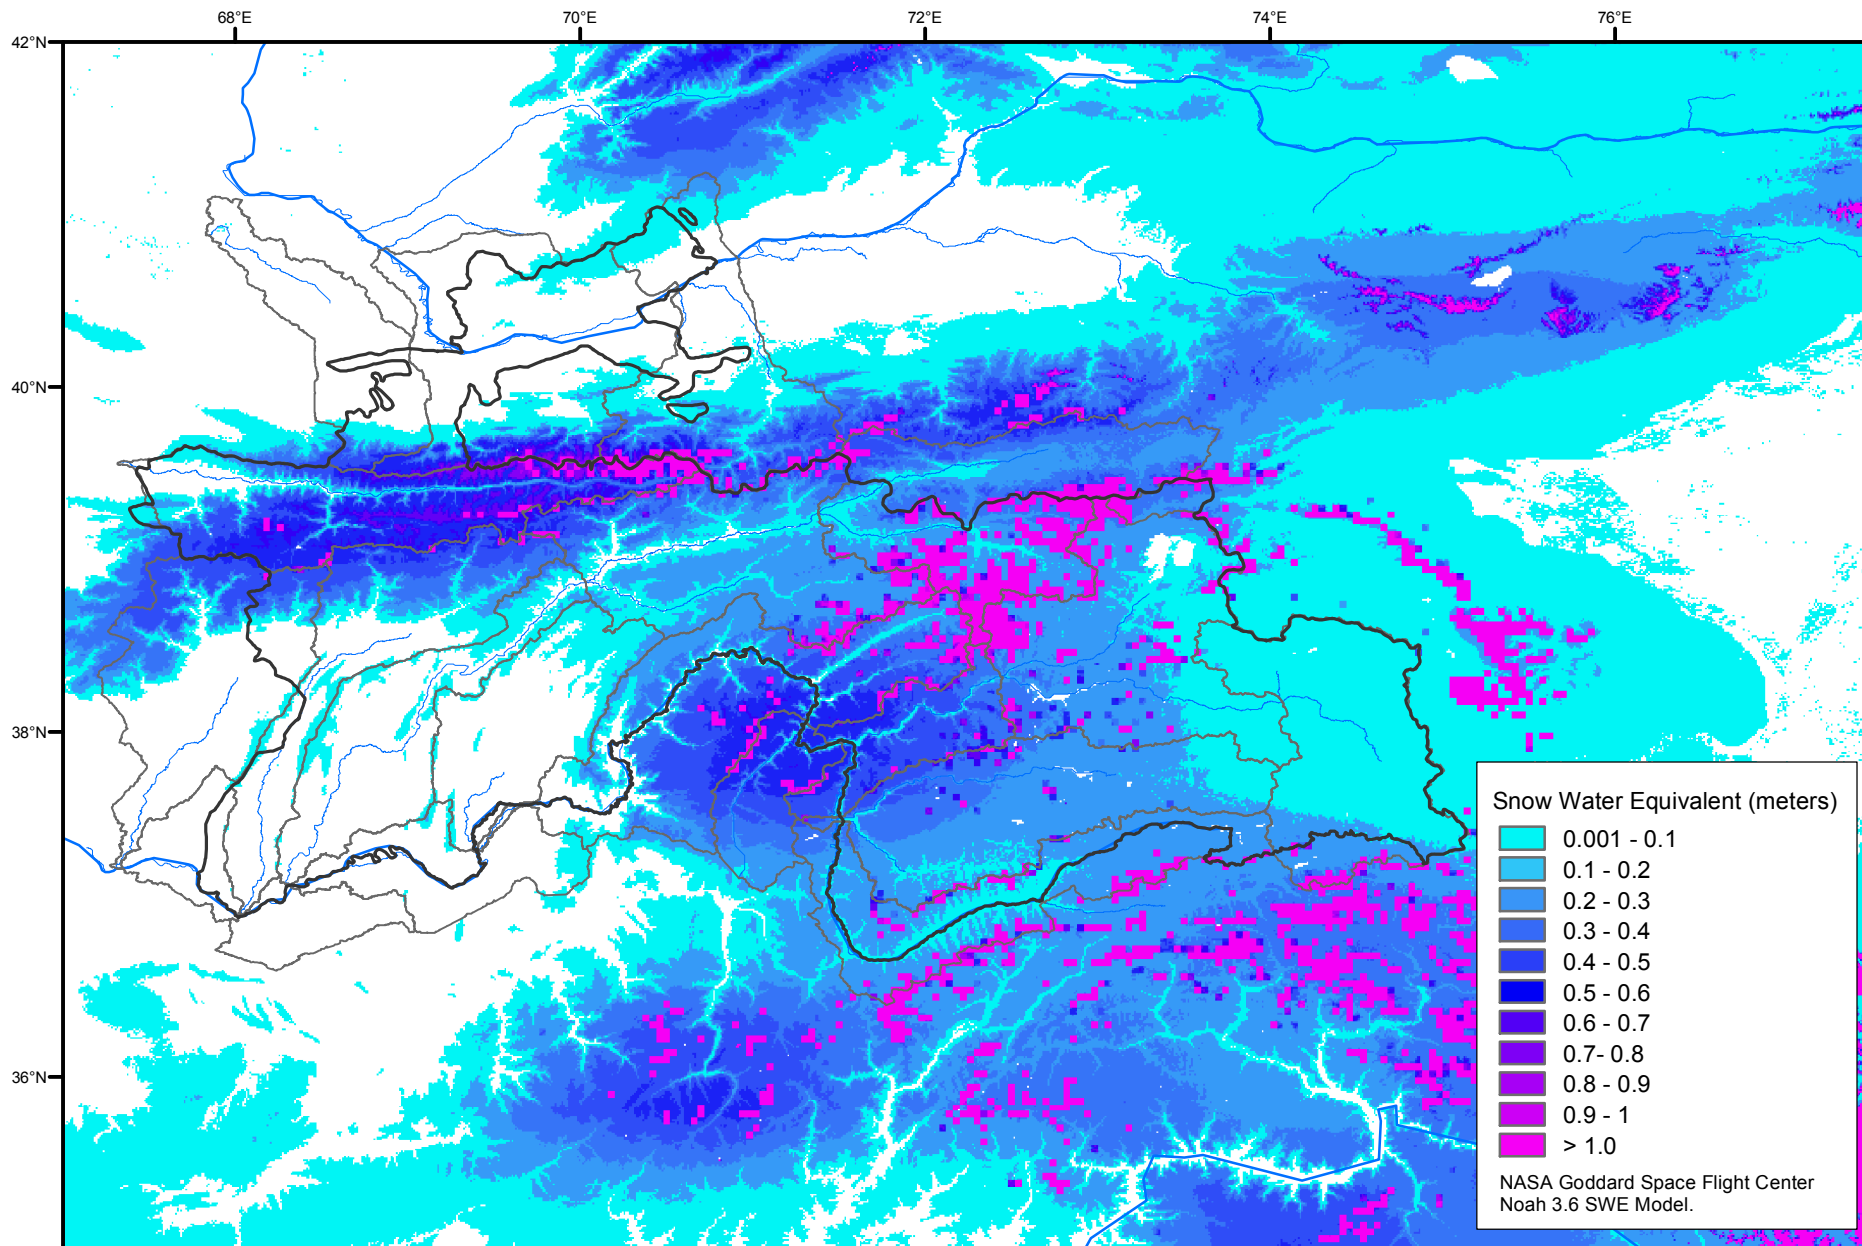 68°E
70°E
72°E
74°E
76°E
42°N
40°N
38°N
36°N
Snow Water Equivalent (meters)
0.001 - 0.1
0.1 - 0.2
0.2 - 0.3
0.3 - 0.4
0.4 - 0.5
0.5 - 0.6
0.6 - 0.7
0.7- 0.8
0.8 - 0.9
0.9 - 1
> 1.0
NASA Goddard Space Flight Center
Noah 3.6 SWE Model.